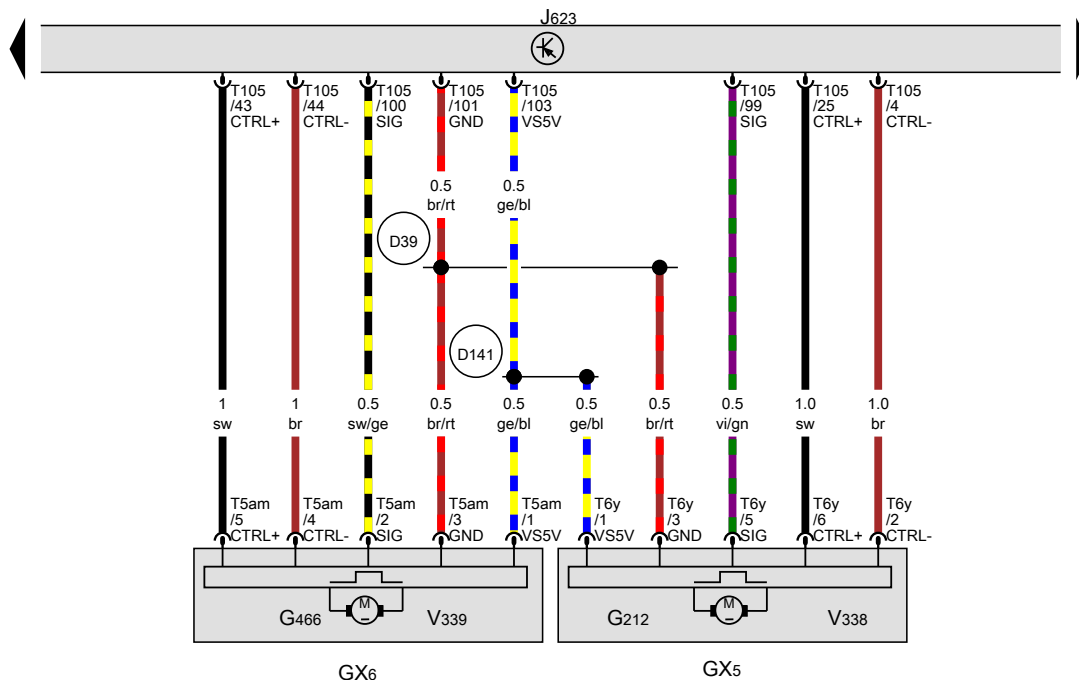 J623
T105
/43
CTRL+
T105
/44
CTRL-
T105
/100
SIG
T105
/101
GND
T105
/103
VS5V
T105
/99
SIG
T105
/25
CTRL+
T105
/4
CTRL-
0.5
br/rt
0.5
ge/bl
D39
D141
1
sw
1
br
0.5
sw/ge
0.5
br/rt
0.5
ge/bl
0.5
ge/bl
0.5
br/rt
0.5
vi/gn
1.0
sw
1.0
br
T5am
/5
CTRL+
T5am
/4
CTRL-
T5am
/2
SIG
T5am
/3
GND
T5am
/1
VS5V
T6y
/1
VS5V
T6y
/3
GND
T6y
/5
SIG
T6y
/6
CTRL+
T6y
/2
CTRL-
G466
M
V339
G212
M
V338
GX6
GX5